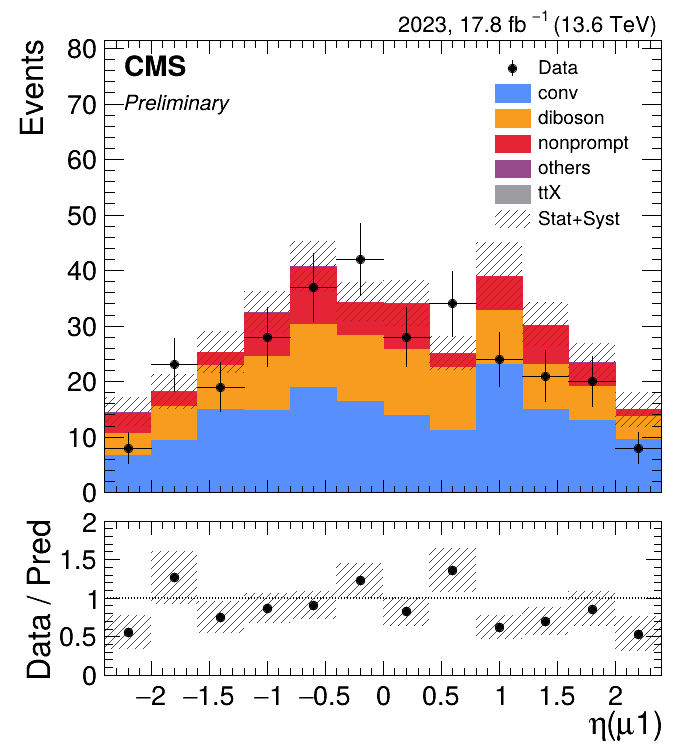 2023, 17.8 fb⁻¹ (13.6 TeV)
Events
CMS
Preliminary
80
70
60
50
40
30
20
10
0
Data
conv
diboson
nonprompt
others
ttX
Stat+Syst
Data / Pred
2
1.5
1
0.5
0
−2 −1.5 −1 −0.5 0 0.5 1 1.5 2
η(μ1)